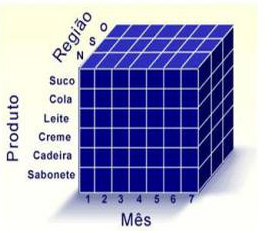 Região
N S O
Produto
Suco
Cola
Leite
Creme
Cadeira
Sabonete
1 2 3 4 5 6 7
Mês